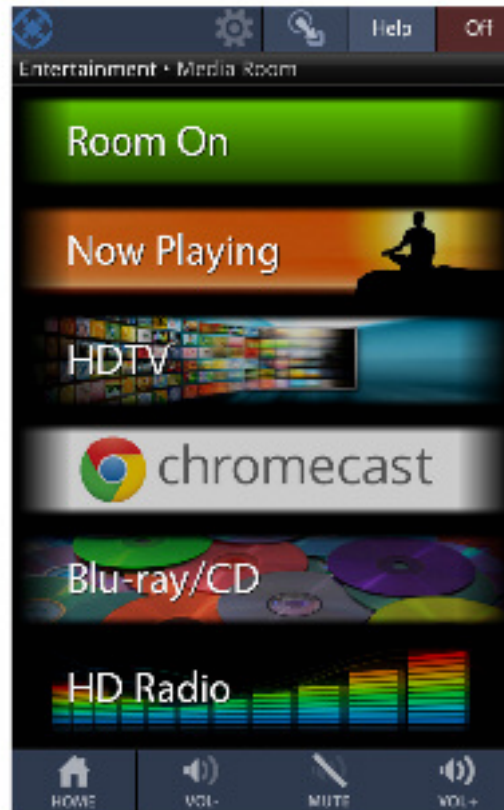 Help Off
Entertainment • Media Room
Room On
Now Playing
HDTV
chromecast
Blu-ray/CD
HD Radio
HOME VOL- MUTE VOL+